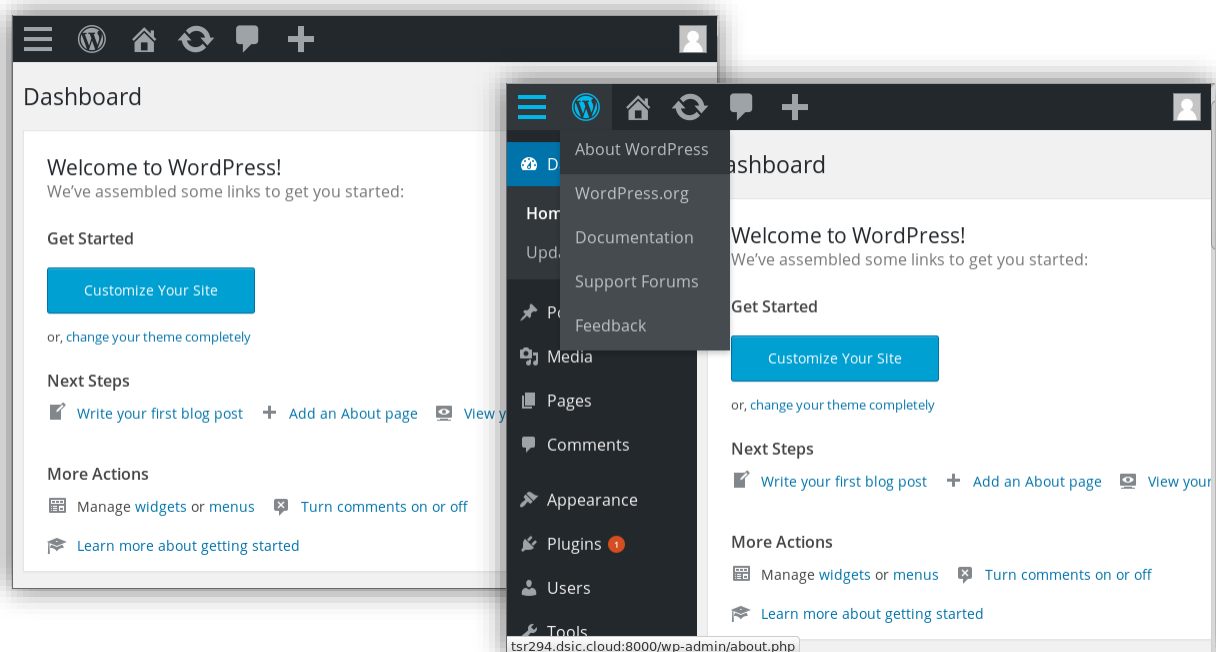 Dashboard
Welcome to WordPress!
We've assembled some links to get you started:
Get Started
Customize Your Site
or, change your theme completely
Next Steps
Write your first blog post Add an About page View y
More Actions
Manage widgets or menus Turn comments on or off
Learn more about getting started
About WordPress
WordPress.org
Documentation
Support Forums
Feedback
D
Hom
Upda
Po
Media
Pages
Comments
Appearance
Plugins 1
Users
Tools
ashboard
Welcome to WordPress!
We've assembled some links to get you started:
Get Started
Customize Your Site
or, change your theme completely
Next Steps
Write your first blog post Add an About page View your
More Actions
Manage widgets or menus Turn comments on or off
Learn more about getting started
tsr294.dsic.cloud:8000/wp-admin/about.php